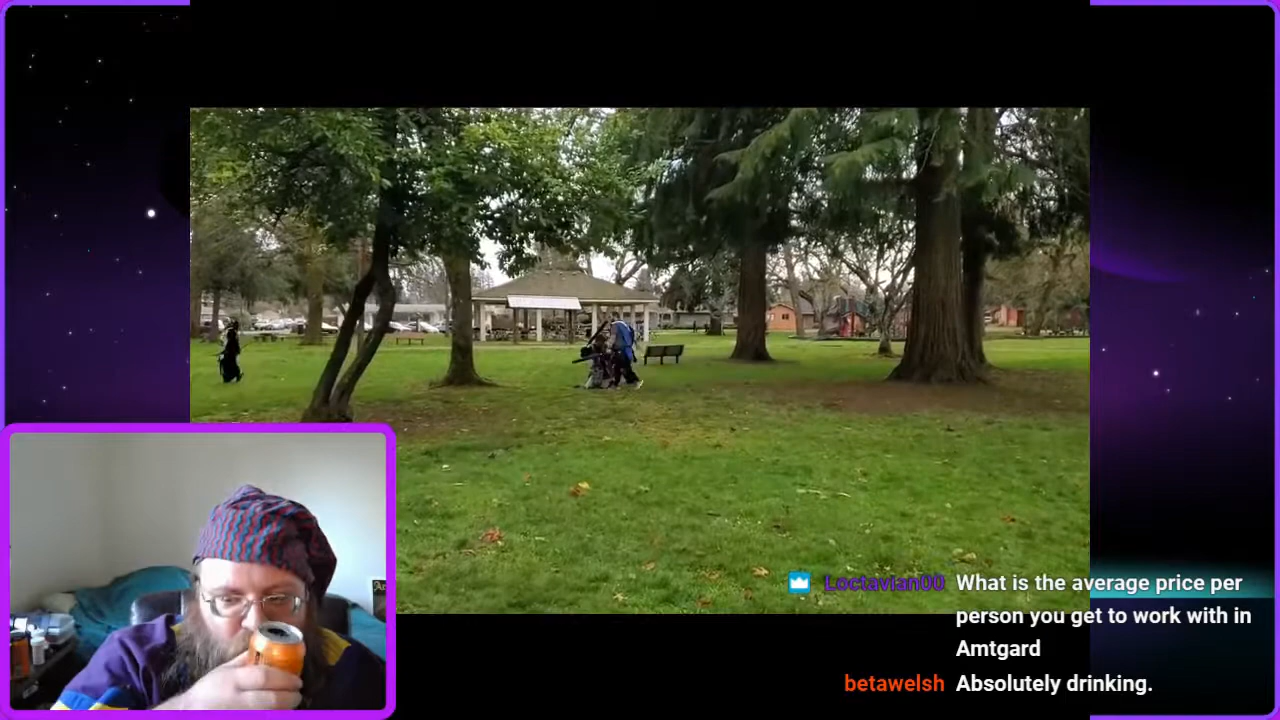 Loctavian00 What is the average price per
person you get to work with in
Amtgard
betawelsh Absolutely drinking.